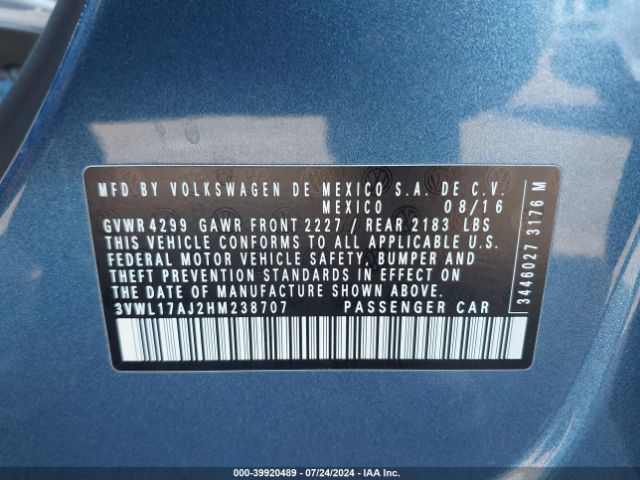 MFD BY VOLKSWAGEN DE MEXICO S.A. DE C.V.
MEXICO 08/16
GVWR 4299 GAWR FRONT 2227 / REAR 2183 LBS
THIS VEHICLE CONFORMS TO ALL APPLICABLE U.S.
FEDERAL MOTOR VEHICLE SAFETY, BUMPER AND
THEFT PREVENTION STANDARDS IN EFFECT ON
THE DATE OF MANUFACTURE SHOWN ABOVE.
3VWL17AJ2HM238707 PASSENGER CAR
3446027 3176 M
000-39920489 - 07/24/2024 - IAA Inc.